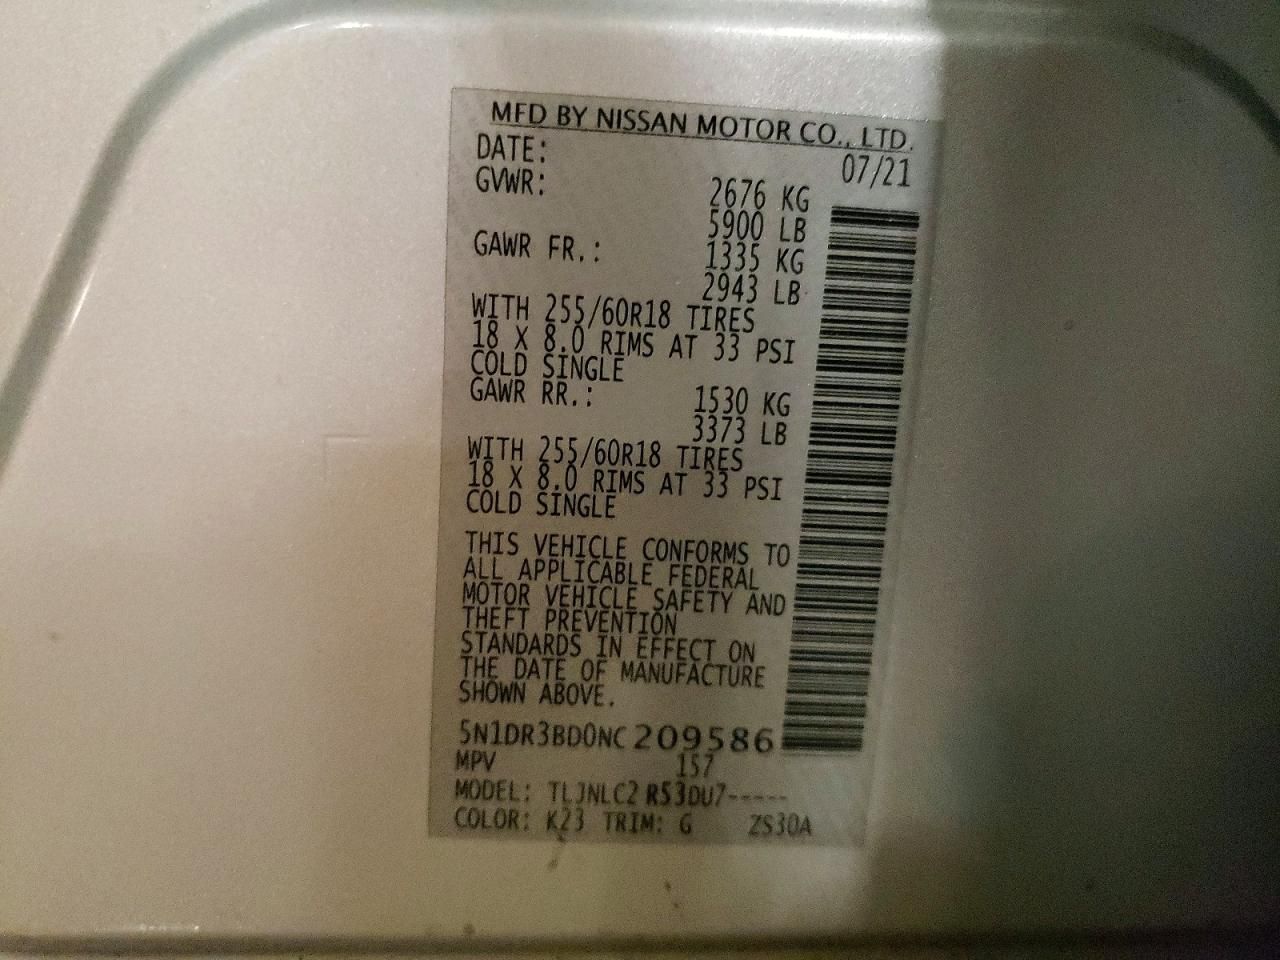 MFD BY NISSAN MOTOR CO., LTD.
DATE: 07/21
GVWR: 2676 KG
5900 LB
GAWR FR.: 1335 KG
2943 LB
WITH 255/60R18 TIRES
18 X 8.0 RIMS AT 33 PSI
COLD SINGLE
GAWR RR.: 1530 KG
3373 LB
WITH 255/60R18 TIRES
18 X 8.0 RIMS AT 33 PSI
COLD SINGLE
THIS VEHICLE CONFORMS TO
ALL APPLICABLE FEDERAL
MOTOR VEHICLE SAFETY AND
THEFT PREVENTION
STANDARDS IN EFFECT ON
THE DATE OF MANUFACTURE
SHOWN ABOVE.
5N1DR3BD0NC209586
MPV 157
MODEL: TLJNLC2 R53DU7-----
COLOR: K23 TRIM: G ZS30A